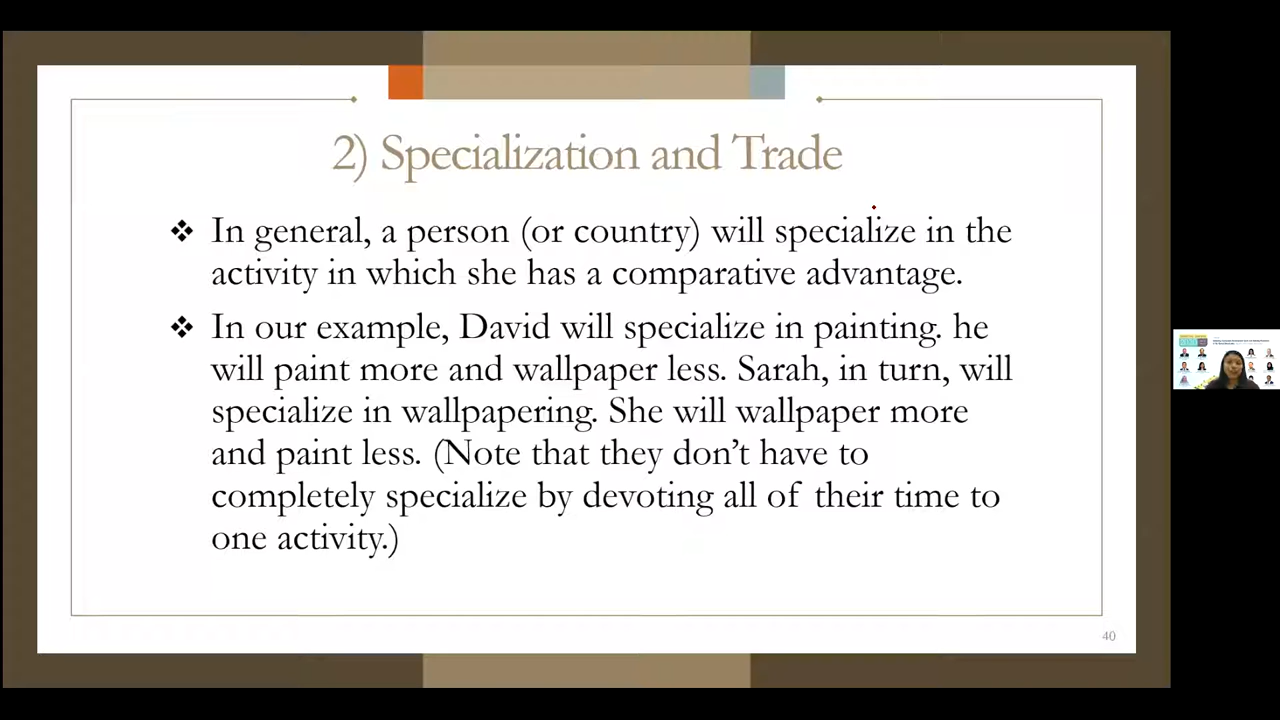 2) Specialization and Trade
❖ In general, a person (or country) will specialize in the
activity in which she has a comparative advantage.
❖ In our example, David will specialize in painting. he
will paint more and wallpaper less. Sarah, in turn, will
specialize in wallpapering. She will wallpaper more
and paint less. (Note that they don’t have to
completely specialize by devoting all of their time to
one activity.)
40